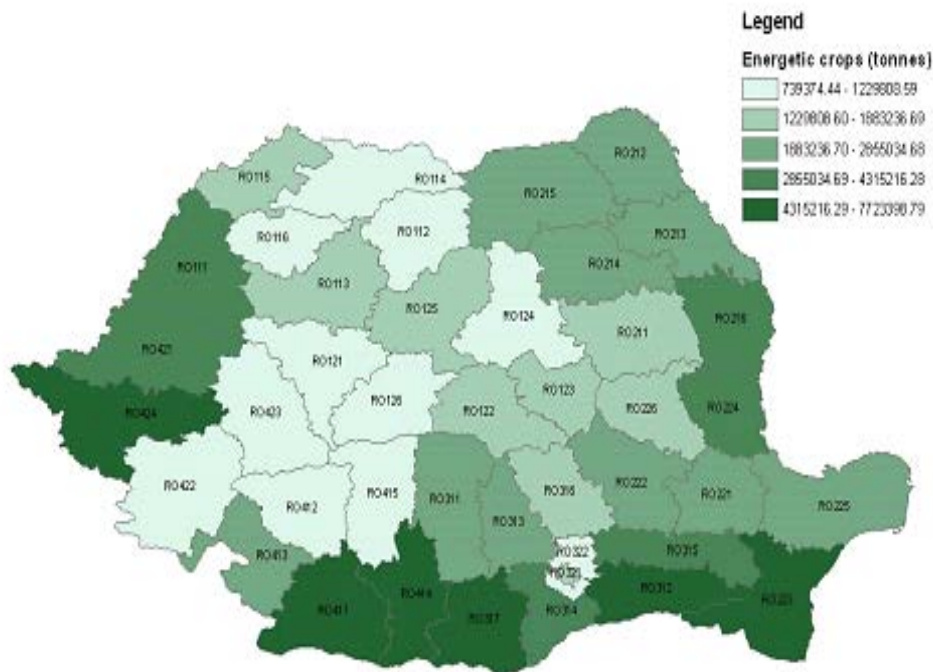 Legend
Energetic crops (tonnes)
739374.44 - 1229808.59
1229808.60 - 1883236.69
1883236.70 - 2855034.68
2855034.69 - 4315216.28
4315216.29 - 7723398.79
RO212
RO115
RO114
RO215
RO116
RO112
RO213
RO111
RO214
RO113
RO125
RO124
RO216
RO211
RO421
RO121
RO123
RO424
RO423
RO126
RO122
RO226
RO224
RO422
RO412
RO415
RO311
RO313
RO316
RO222
RO221
RO225
RO413
RO322
RO321
RO315
RO411
RO414
RO317
RO314
RO312
RO223